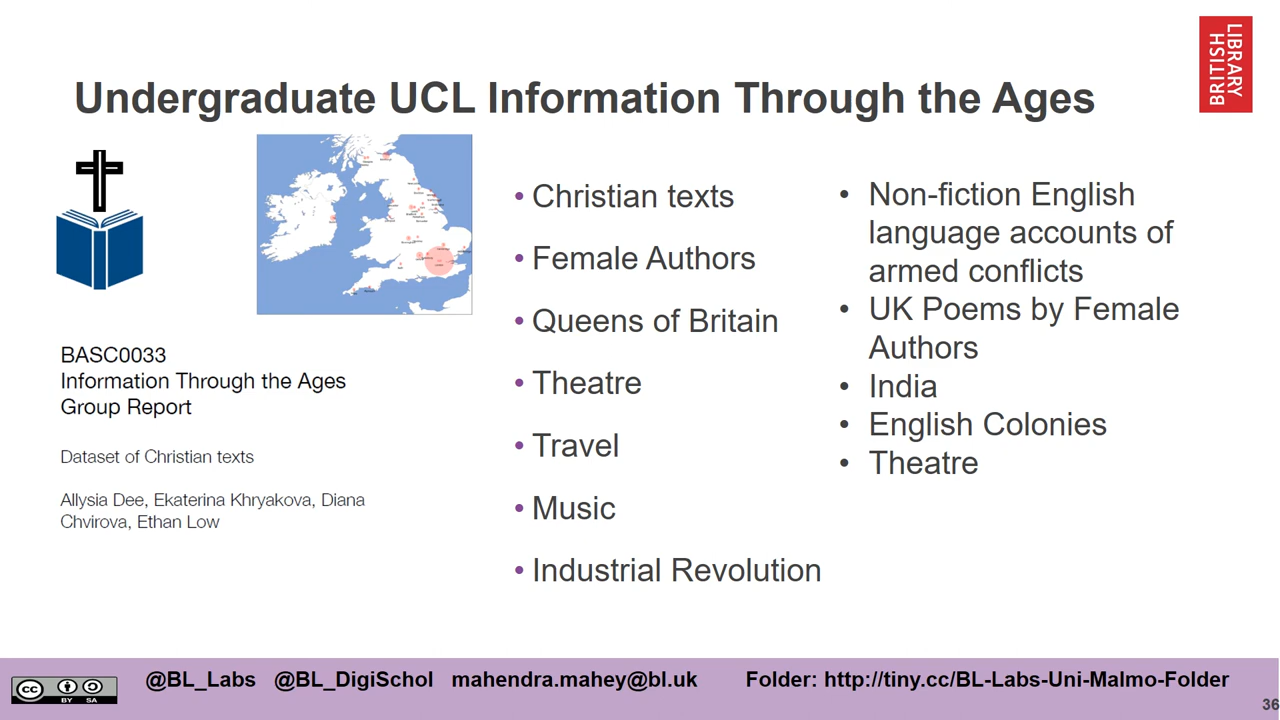 BRITISH
LIBRARY
Undergraduate UCL Information Through the Ages
BASC0033
Information Through the Ages
Group Report
Dataset of Christian texts
Allysia Dee, Ekaterina Khryakova, Diana
Chvirova, Ethan Low
• Christian texts
• Female Authors
• Queens of Britain
• Theatre
• Travel
• Music
• Industrial Revolution
• Non-fiction English
language accounts of
armed conflicts
• UK Poems by Female
Authors
• India
• English Colonies
• Theatre
cc
BY SA
@BL_Labs @BL_DigiSchol mahendra.mahey@bl.uk Folder: http://tiny.cc/BL-Labs-Uni-Malmo-Folder
36